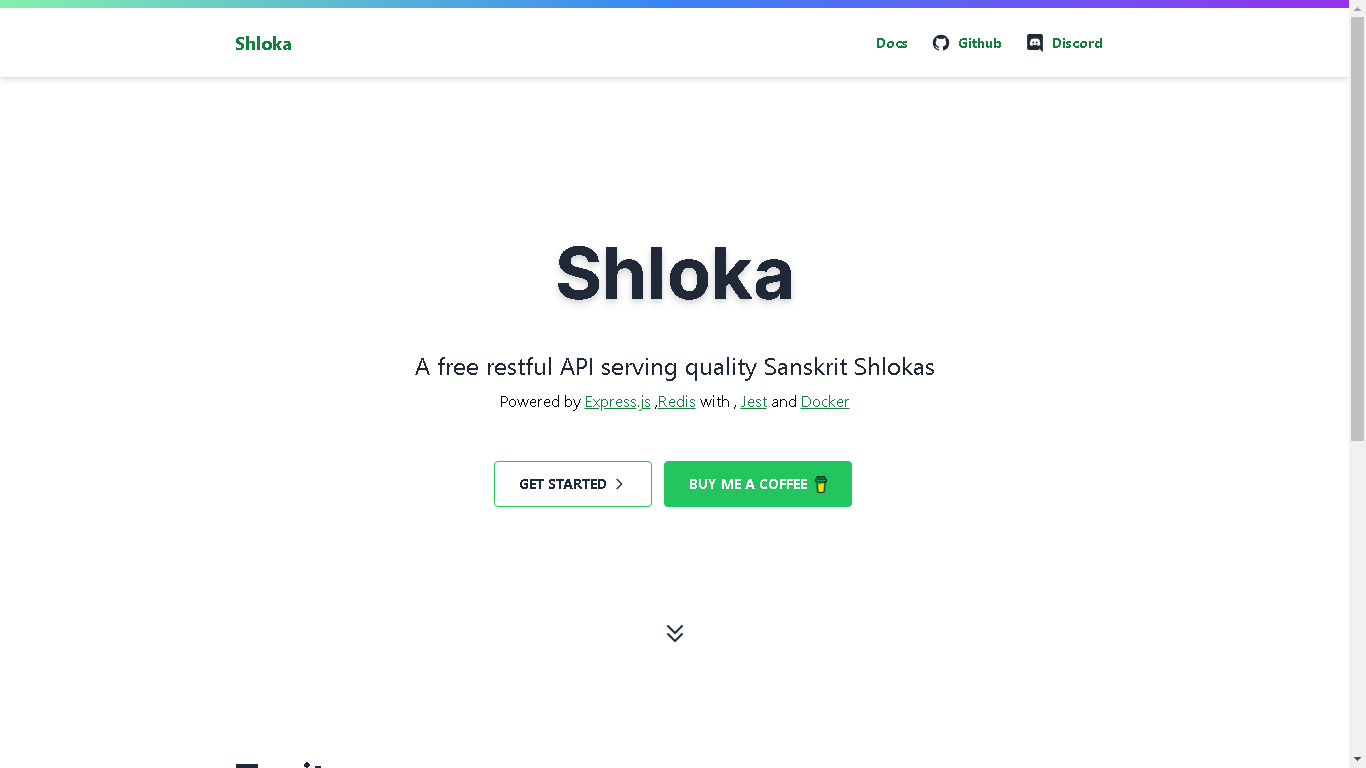 Shloka
Docs
Github
Discord
Shloka
A free restful API serving quality Sanskrit Shlokas
Powered by Express.js ,Redis with , Jest and Docker
GET STARTED
BUY ME A COFFEE